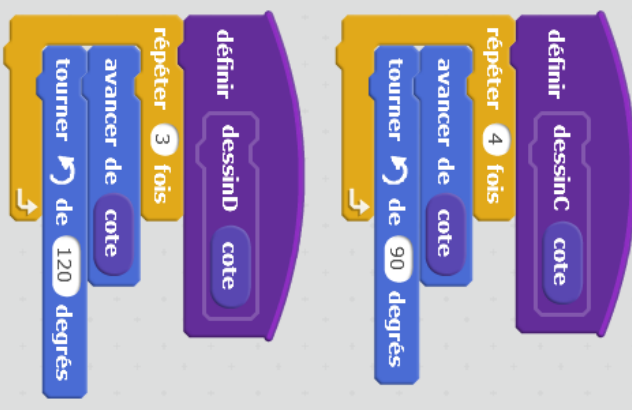 définir dessinC cote
répéter 4 fois
avancer de cote
tourner de 90 degrés
définir dessinD cote
répéter 3 fois
avancer de cote
tourner de 120 degrés